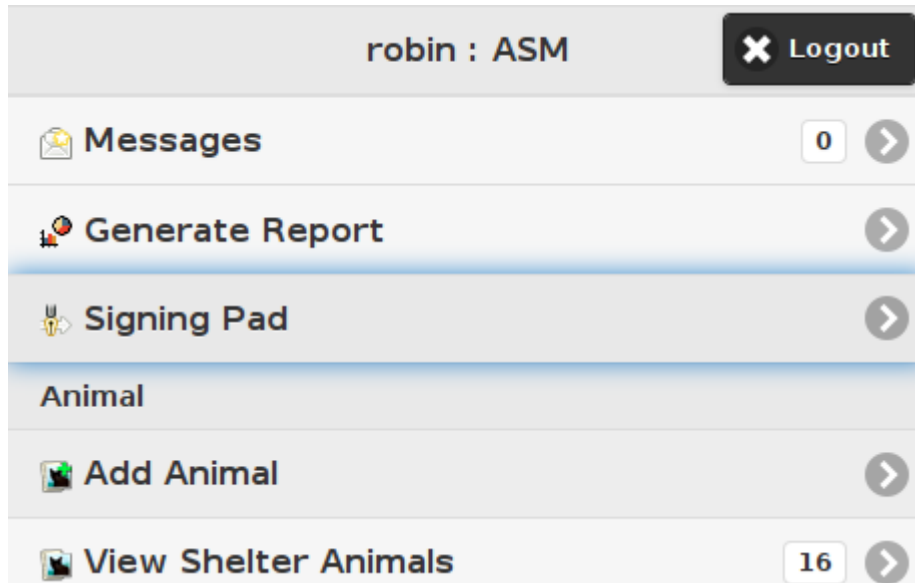 robin : ASM Logout
Messages 0
Generate Report
Signing Pad
Animal
Add Animal
View Shelter Animals 16